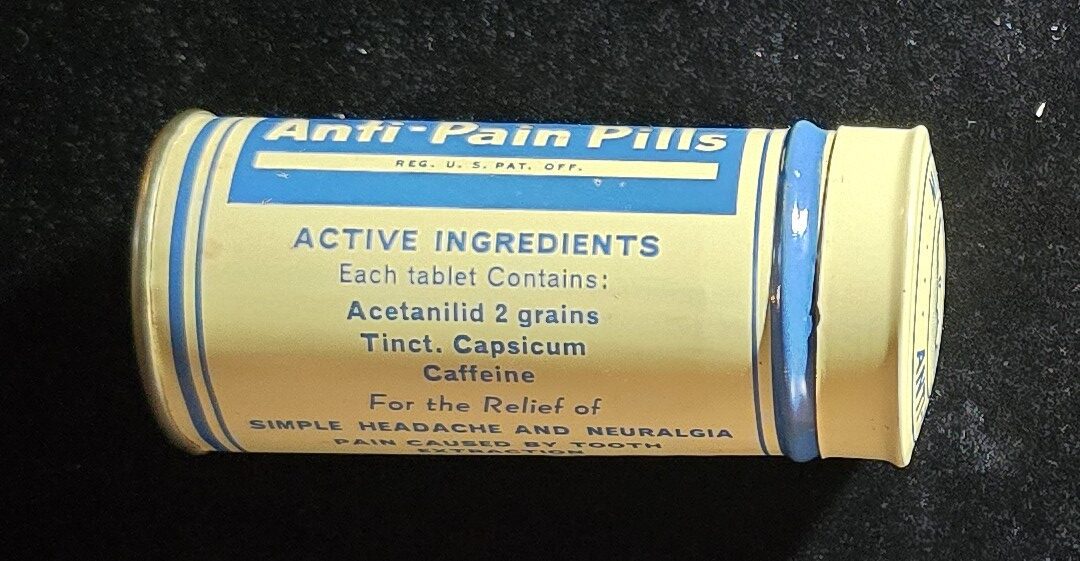 Anti-Pain Pills
REG. U. S. PAT. OFF.
ACTIVE INGREDIENTS
Each tablet Contains:
Acetanilid 2 grains
Tinct. Capsicum
Caffeine
For the Relief of
SIMPLE HEADACHE AND NEURALGIA
PAIN CAUSED BY TOOTH
EXTRACTION